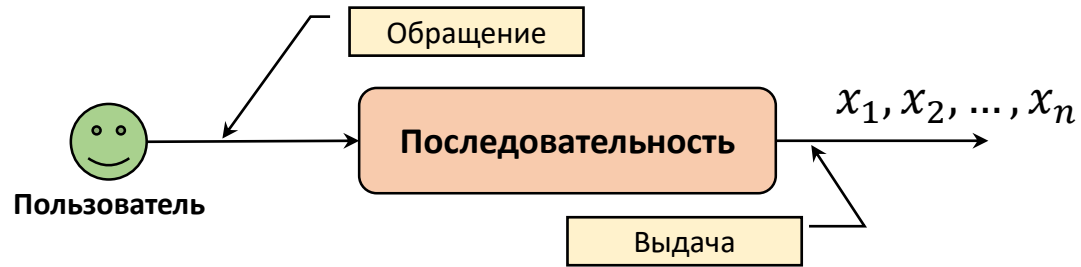 Обращение
x₁, x₂, …, xₙ
Последовательность
Пользователь
Выдача